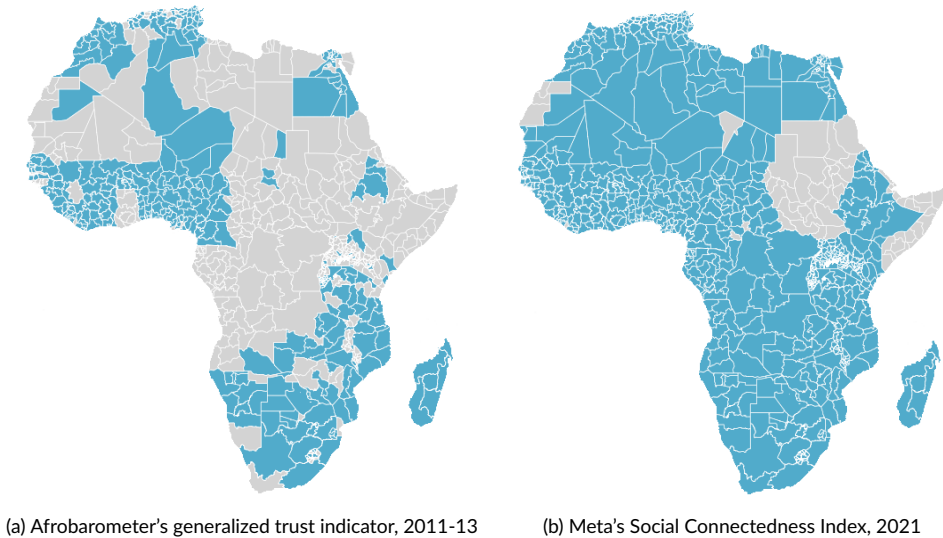 (a) Afrobarometer’s generalized trust indicator, 2011-13
(b) Meta’s Social Connectedness Index, 2021